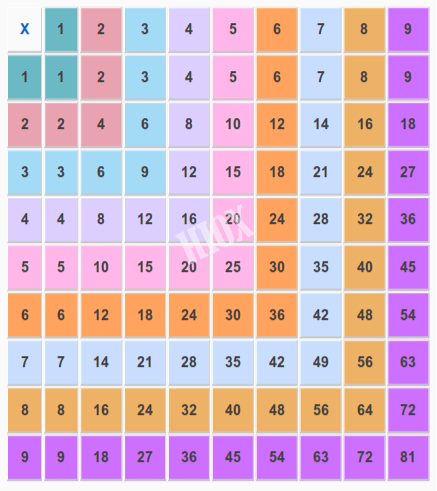 X 1 2 3 4 5 6 7 8 9
1 1 2 3 4 5 6 7 8 9
2 2 4 6 8 10 12 14 16 18
3 3 6 9 12 15 18 21 24 27
4 4 8 12 16 20 24 28 32 36
HIOX
5 5 10 15 20 25 30 35 40 45
6 6 12 18 24 30 36 42 48 54
7 7 14 21 28 35 42 49 56 63
8 8 16 24 32 40 48 56 64 72
9 9 18 27 36 45 54 63 72 81